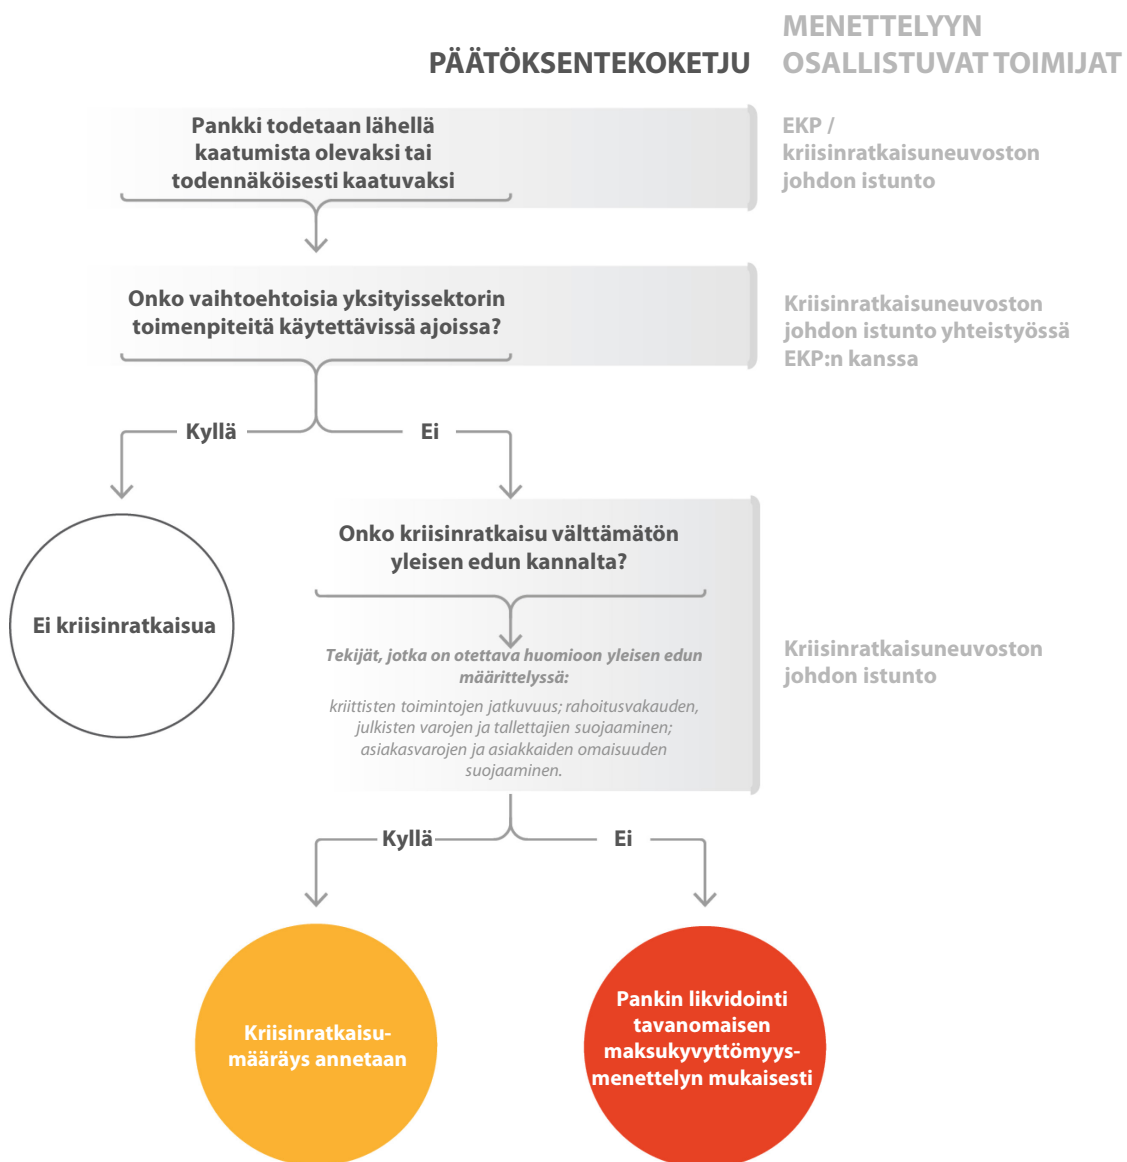 PÄÄTÖKSENTEKOKETJU
MENETTELYYN
OSALLISTUVAT TOIMIJAT
Pankki todetaan lähellä
kaatumista olevaksi tai
todennäköisesti kaatuvaksi
EKP /
kriisinratkaisuneuvoston
johdon istunto
Onko vaihtoehtoisia yksityissektorin
toimenpiteitä käytettävissä ajoissa?
Kriisinratkaisuneuvoston
johdon istunto yhteistyössä
EKP:n kanssa
Kyllä
Ei
Ei kriisinratkaisua
Onko kriisinratkaisu välttämätön
yleisen edun kannalta?
Tekijät, jotka on otettava huomioon yleisen edun
määrittelyssä:
kriittisten toimintojen jatkuvuus; rahoitusvakauden,
julkisten varojen ja tallettajien suojaaminen;
asiakasvarojen ja asiakkaiden omaisuuden
suojaaminen.
Kriisinratkaisuneuvoston
johdon istunto
Kyllä
Ei
Kriisinratkaisu-
määräys annetaan
Pankin likvidointi
tavanomaisen
maksukyvyttömyys-
menettelyn mukaisesti